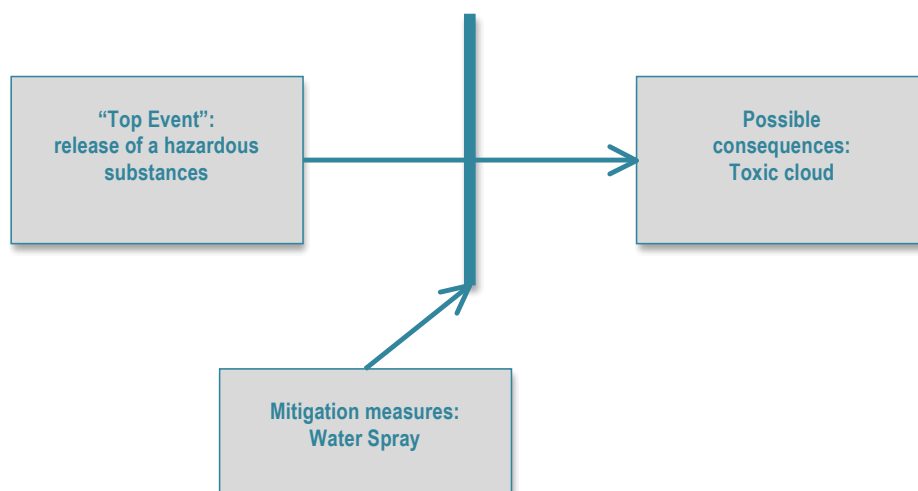 “Top Event”:
release of a hazardous
substances
Possible
consequences:
Toxic cloud
Mitigation measures:
Water Spray